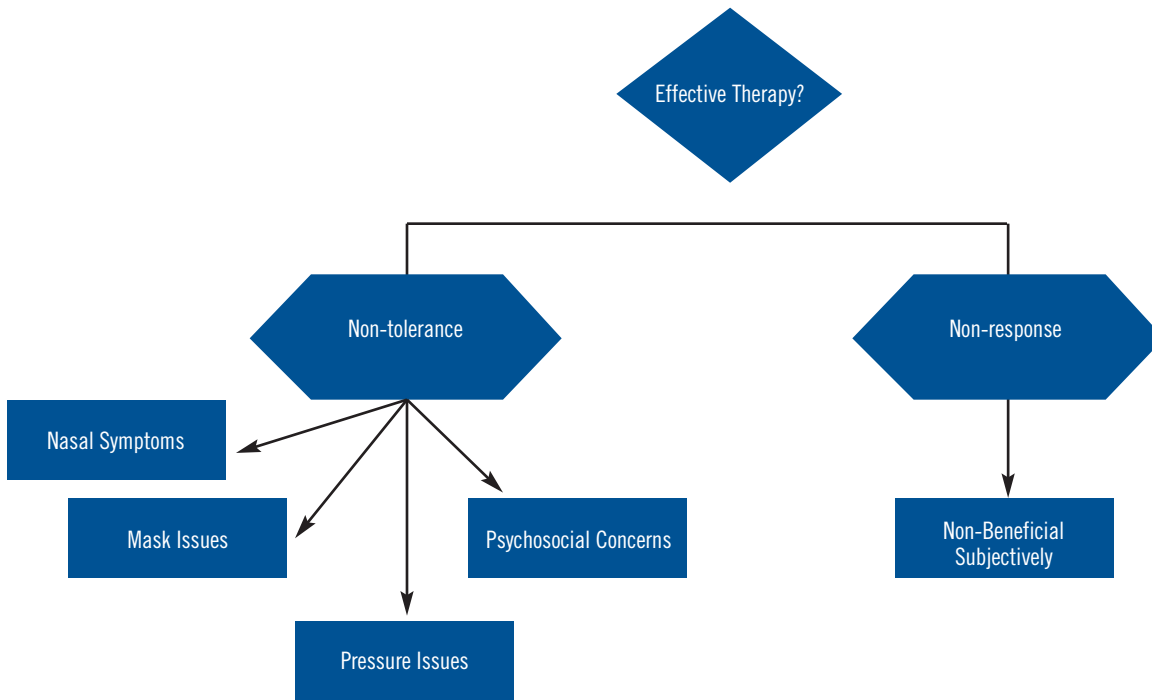 Effective Therapy?
Non-tolerance
Non-response
Nasal Symptoms
Mask Issues
Psychosocial Concerns
Non-Beneficial
Subjectively
Pressure Issues